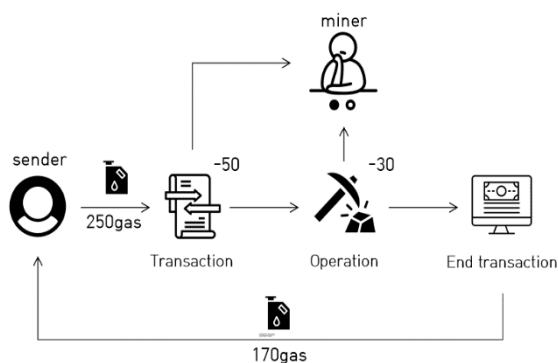 miner
sender
-50
-30
250gas
Transaction
Operation
End transaction
170gas